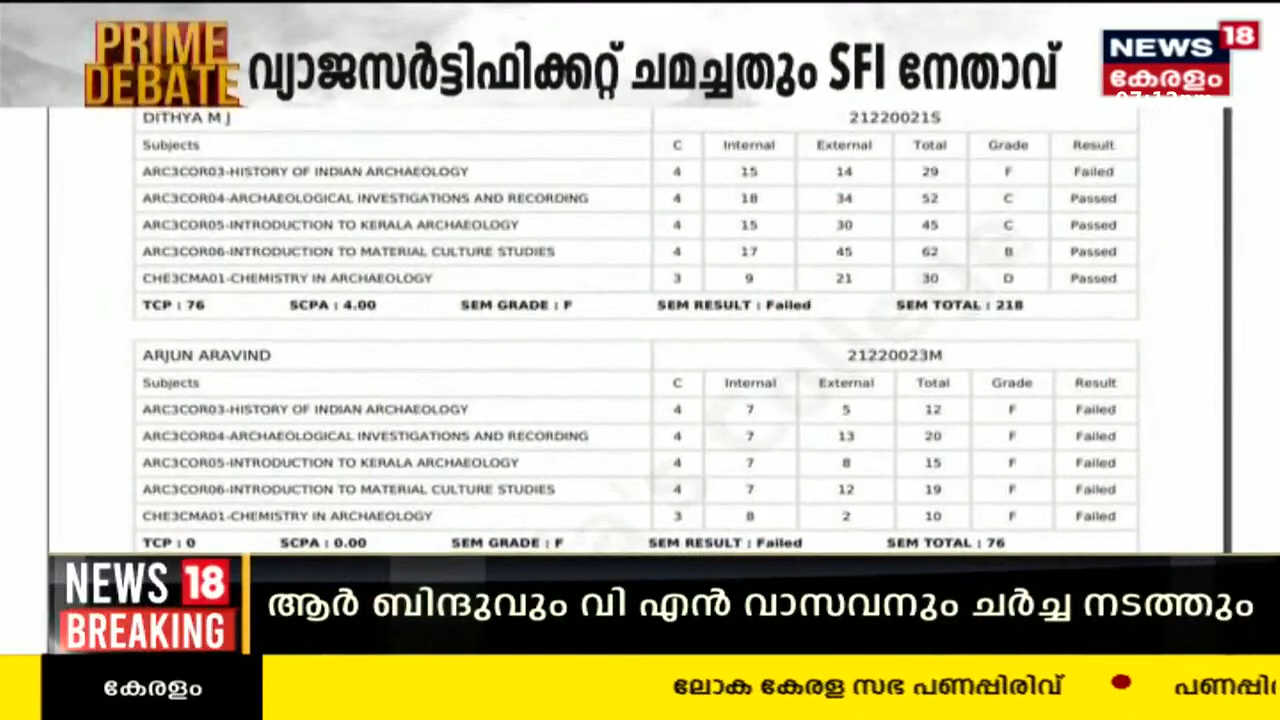 PRIME
DEBATE
വ്യാജസർട്ടിഫിക്കറ്റ് ചമച്ചതും SFI നേതാവ്
NEWS 18
കേരളം
07:13pm
DITHYA M J 21220021S
Subjects C Internal External Total Grade Result
ARC3COR03-HISTORY OF INDIAN ARCHAEOLOGY 4 15 14 29 F Failed
ARC3COR04-ARCHAEOLOGICAL INVESTIGATIONS AND RECORDING 4 18 34 52 C Passed
ARC3COR05-INTRODUCTION TO KERALA ARCHAEOLOGY 4 15 30 45 C Passed
ARC3COR06-INTRODUCTION TO MATERIAL CULTURE STUDIES 4 17 45 62 B Passed
CHE3CMA01-CHEMISTRY IN ARCHAEOLOGY 3 9 21 30 D Passed
TCP : 76 SCPA : 4.00 SEM GRADE : F SEM RESULT : Failed SEM TOTAL : 218
ARJUN ARAVIND 21220023M
Subjects C Internal External Total Grade Result
ARC3COR03-HISTORY OF INDIAN ARCHAEOLOGY 4 7 5 12 F Failed
ARC3COR04-ARCHAEOLOGICAL INVESTIGATIONS AND RECORDING 4 7 13 20 F Failed
ARC3COR05-INTRODUCTION TO KERALA ARCHAEOLOGY 4 7 8 15 F Failed
ARC3COR06-INTRODUCTION TO MATERIAL CULTURE STUDIES 4 7 12 19 F Failed
CHE3CMA01-CHEMISTRY IN ARCHAEOLOGY 3 8 2 10 F Failed
TCP : 0 SCPA : 0.00 SEM GRADE : F SEM RESULT : Failed SEM TOTAL : 76
NEWS 18
BREAKING
ആർ ബിന്ദുവും വി എൻ വാസവനും ചർച്ച നടത്തും
കേരളം
ലോക കേരള സഭ പണപ്പിരിവ്